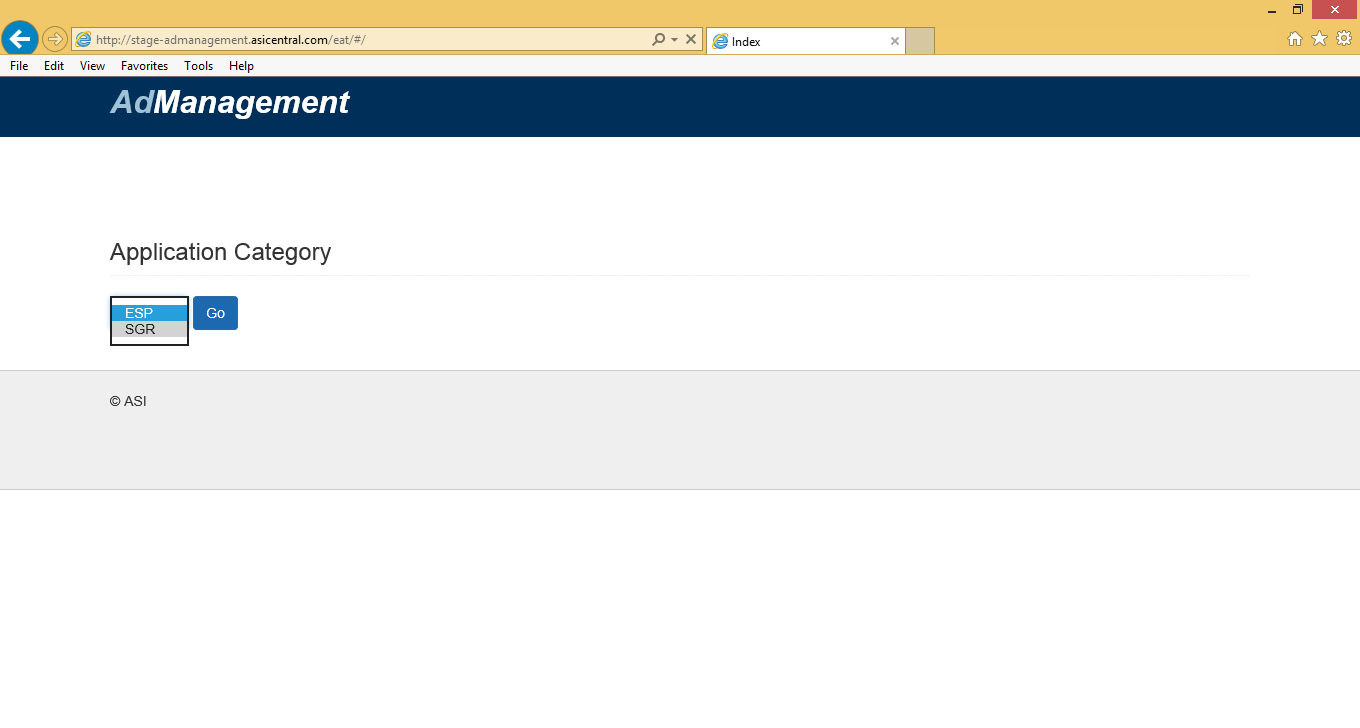 http://stage-admanagement.asicentral.com/eat/#/
Index
File Edit View Favorites Tools Help
AdManagement
Application Category
ESP
SGR
Go
© ASI